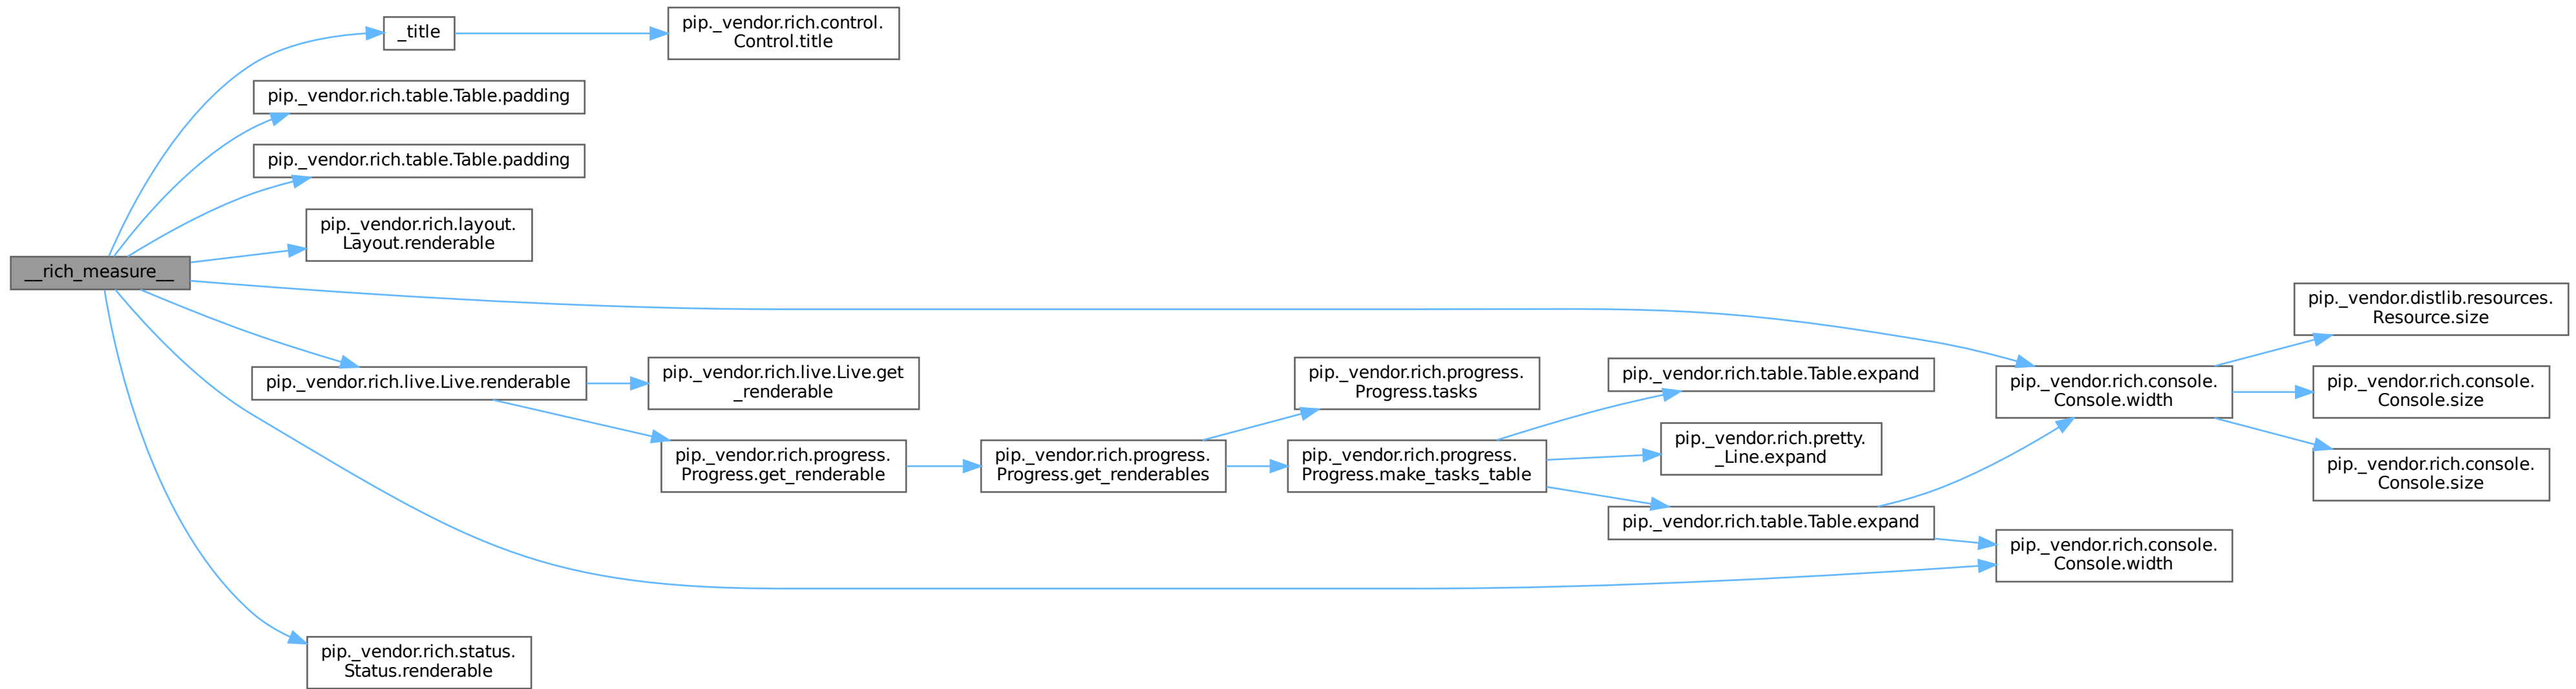 _title
pip._vendor.rich.control.
Control.title
pip._vendor.rich.table.Table.padding
pip._vendor.rich.table.Table.padding
pip._vendor.rich.layout.
Layout.renderable
__rich_measure__
pip._vendor.rich.live.Live.renderable
pip._vendor.rich.live.Live.get
_renderable
pip._vendor.rich.progress.
Progress.get_renderable
pip._vendor.rich.progress.
Progress.get_renderables
pip._vendor.rich.progress.
Progress.tasks
pip._vendor.rich.progress.
Progress.make_tasks_table
pip._vendor.rich.table.Table.expand
pip._vendor.rich.pretty.
_Line.expand
pip._vendor.rich.table.Table.expand
pip._vendor.rich.console.
Console.width
pip._vendor.distlib.resources.
Resource.size
pip._vendor.rich.console.
Console.size
pip._vendor.rich.console.
Console.size
pip._vendor.rich.console.
Console.width
pip._vendor.rich.status.
Status.renderable